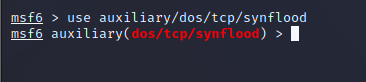 msf6 > use auxiliary/dos/tcp/synflood
msf6 auxiliary(dos/tcp/synflood) >